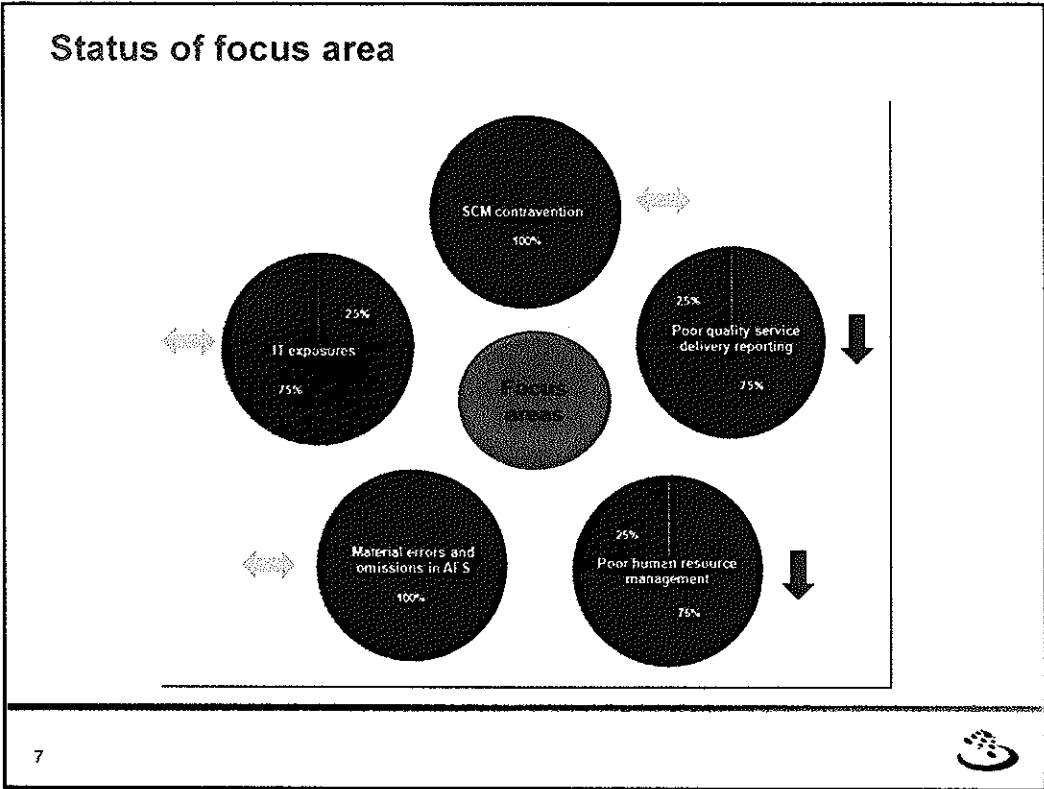 Status of focus area
SCM contravention
100%
25%
Poor quality service
delivery reporting
75%
25%
IT exposures
75%
Focus
areas
Material errors and
omissions in AFS
100%
25%
Poor human resource
management
75%
7